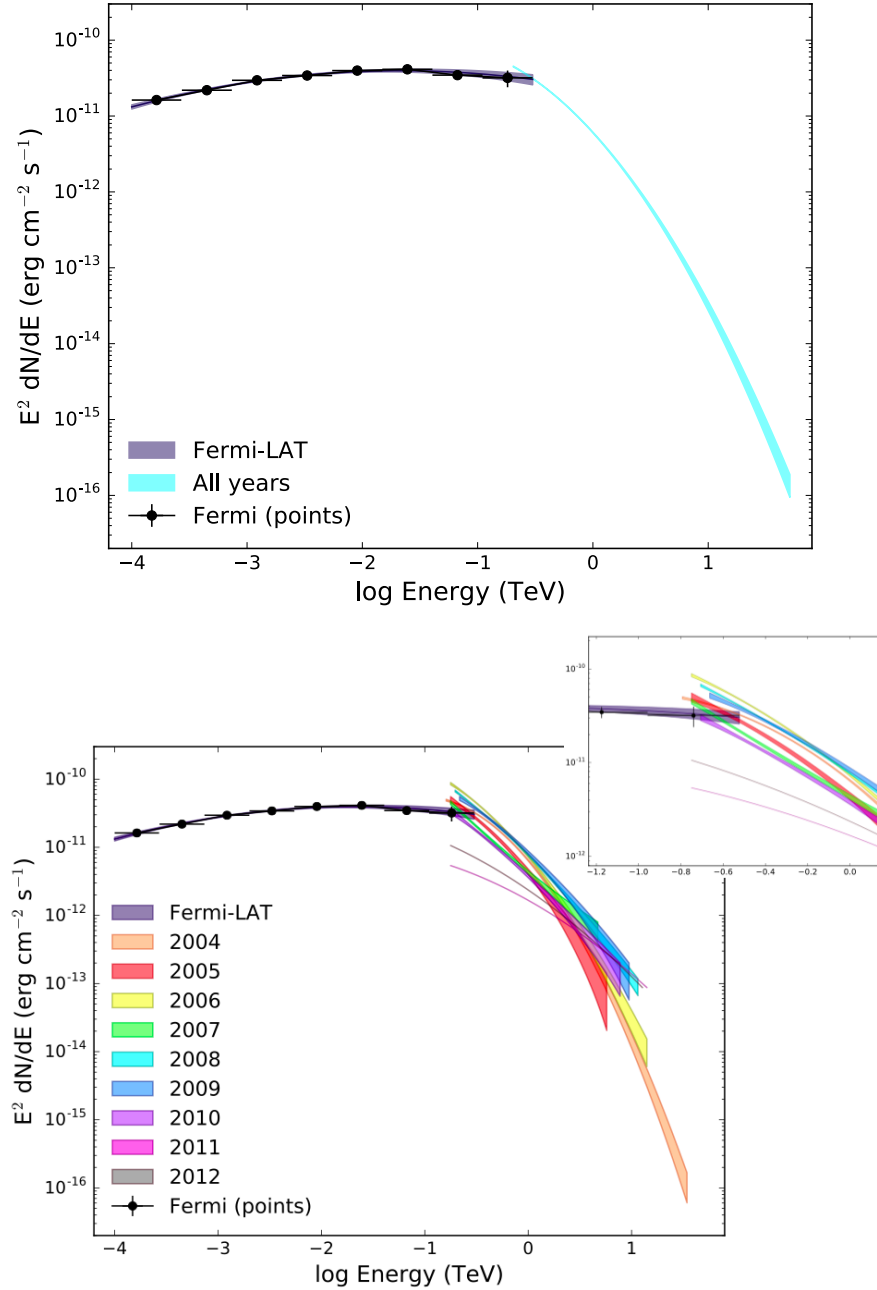 10^-10
10^-11
10^-12
10^-13
10^-14
10^-15
10^-16
E^2 dN/dE (erg cm^-2 s^-1)
Fermi-LAT
All years
Fermi (points)
−4 −3 −2 −1 0 1
log Energy (TeV)
10^-10
10^-11
10^-12
−1.2 −1.0 −0.8 −0.6 −0.4 −0.2 0.0
10^-10
10^-11
10^-12
10^-13
10^-14
10^-15
10^-16
E^2 dN/dE (erg cm^-2 s^-1)
Fermi-LAT
2004
2005
2006
2007
2008
2009
2010
2011
2012
Fermi (points)
−4 −3 −2 −1 0 1
log Energy (TeV)